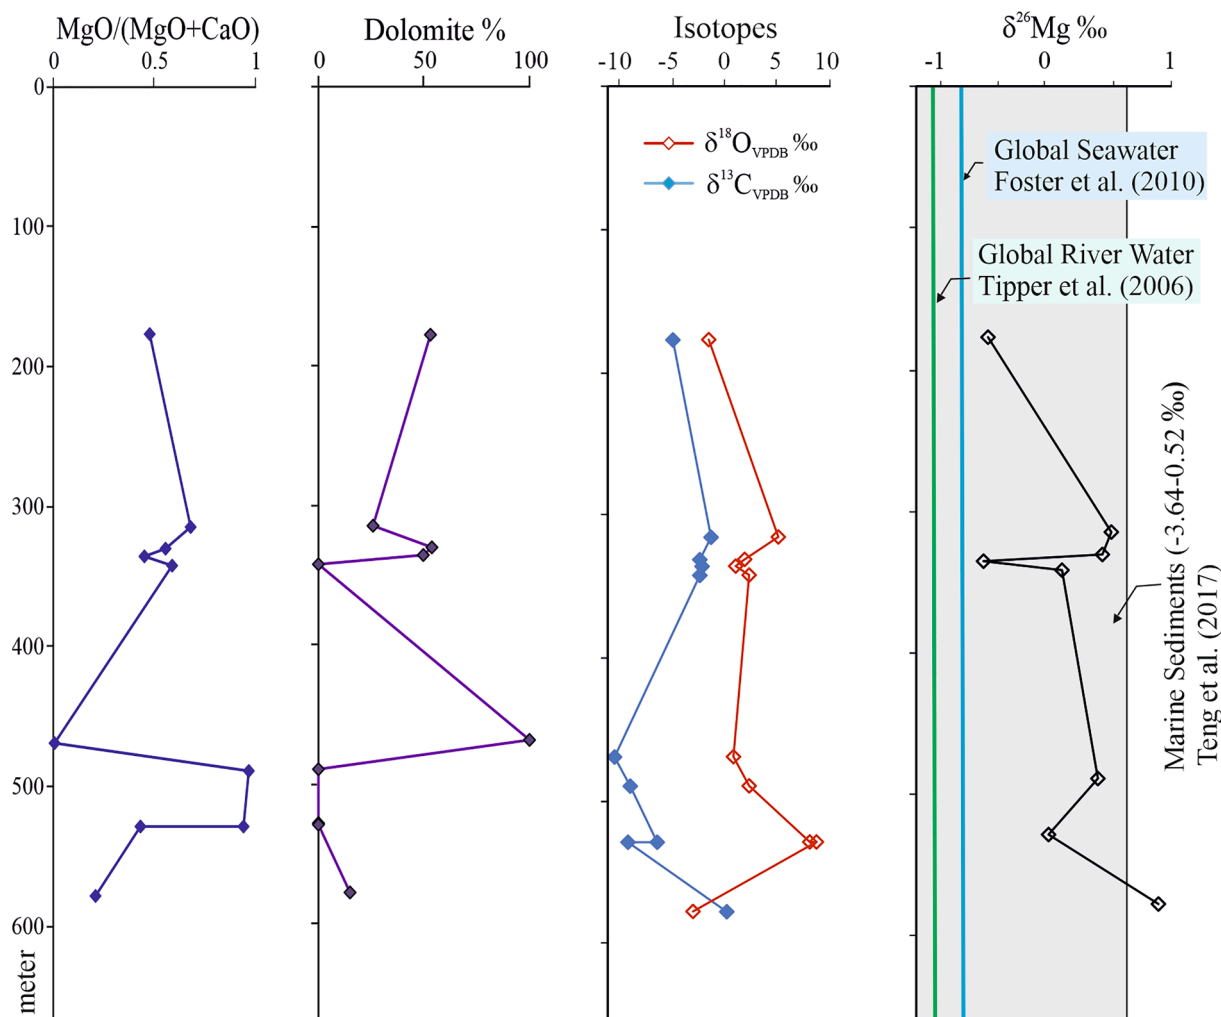 MgO/(MgO+CaO)
0 0.5 1
Dolomite %
0 50 100
Isotopes
-10 -5 0 5 10
δ26Mg ‰
-1 0 1
0
100
200
300
400
500
600
meter
δ18OVPDB ‰
δ13CVPDB ‰
Global Seawater
Foster et al. (2010)
Global River Water
Tipper et al. (2006)
Marine Sediments (-3.64-0.52 ‰)
Teng et al. (2017)